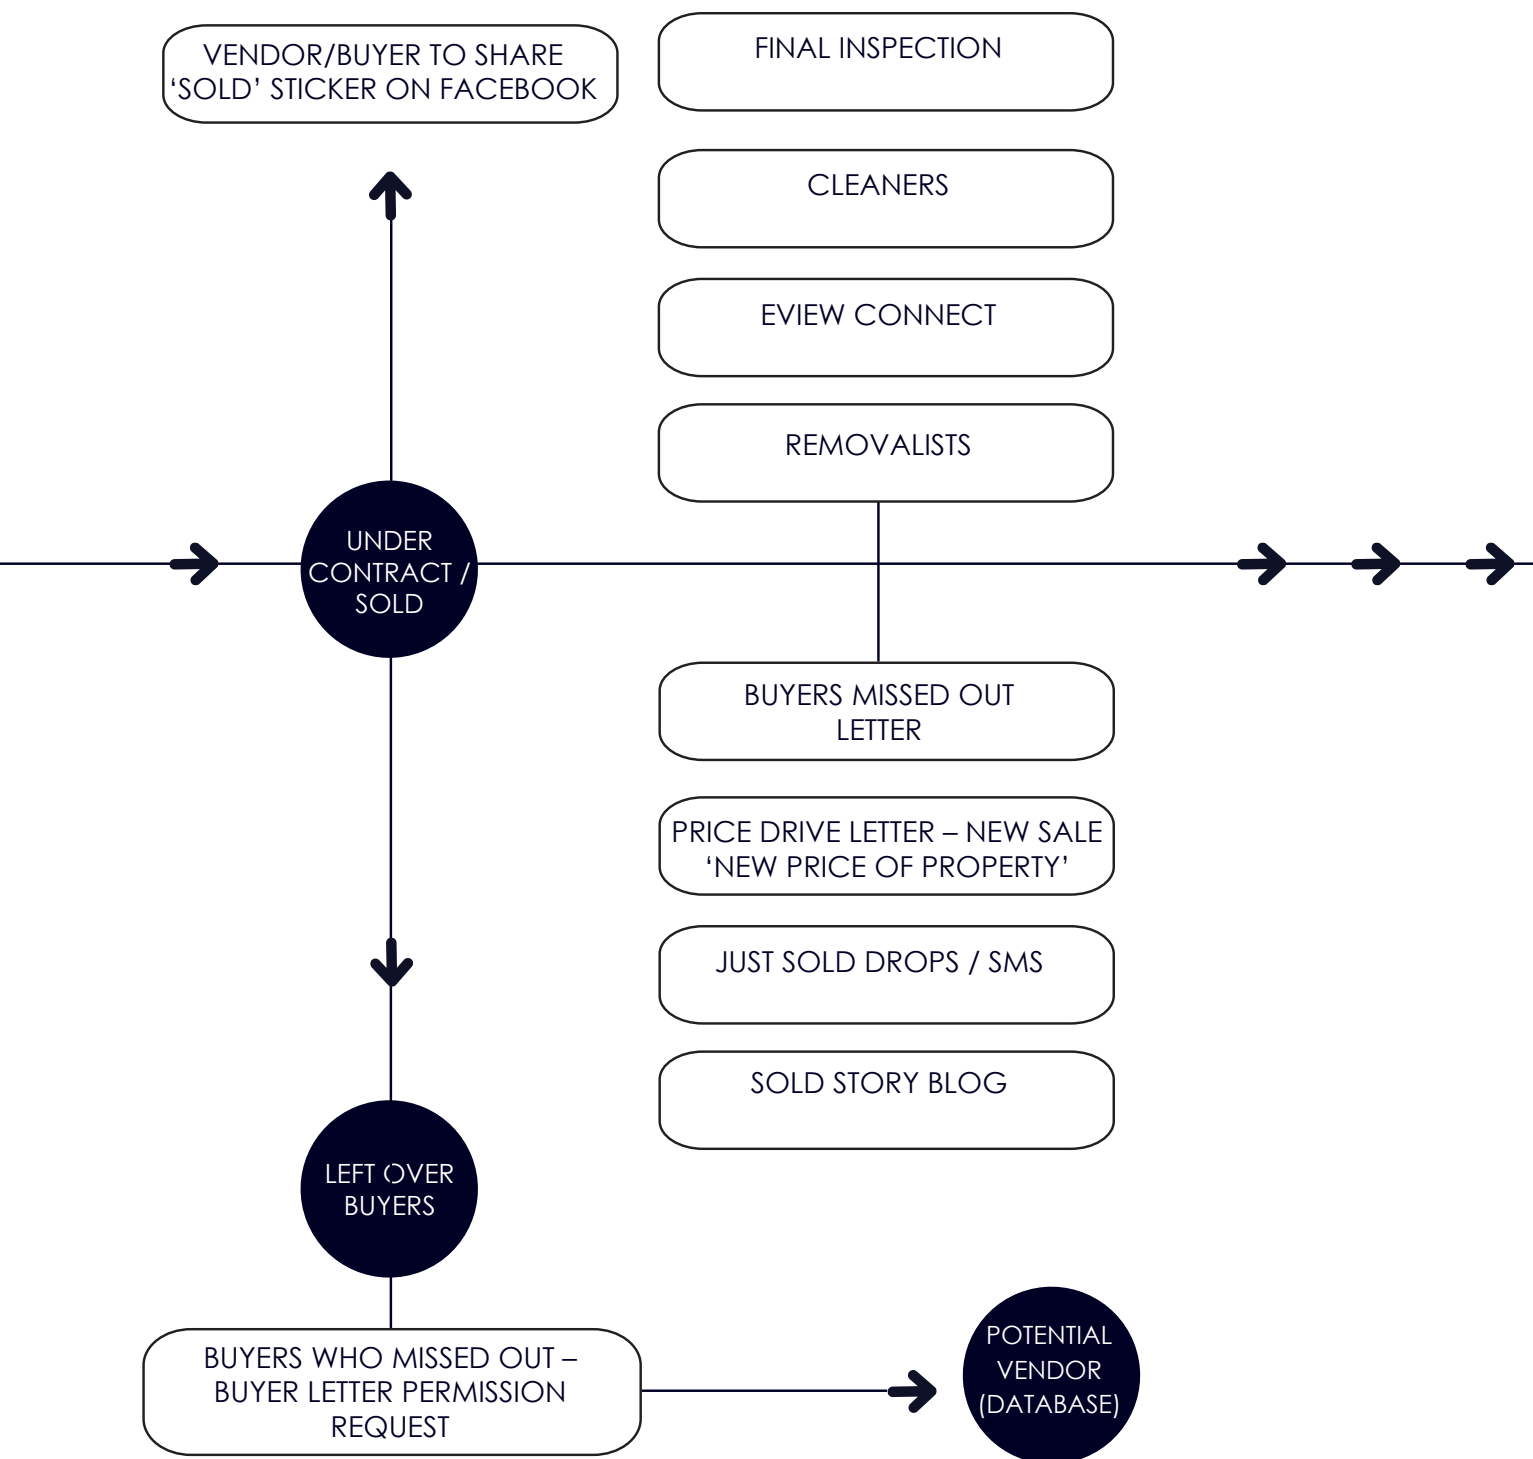 VENDOR/BUYER TO SHARE
‘SOLD’ STICKER ON FACEBOOK
FINAL INSPECTION
CLEANERS
EVIEW CONNECT
REMOVALISTS
UNDER
CONTRACT /
SOLD
BUYERS MISSED OUT
LETTER
PRICE DRIVE LETTER – NEW SALE
‘NEW PRICE OF PROPERTY’
JUST SOLD DROPS / SMS
SOLD STORY BLOG
LEFT OVER
BUYERS
BUYERS WHO MISSED OUT –
BUYER LETTER PERMISSION
REQUEST
POTENTIAL
VENDOR
(DATABASE)